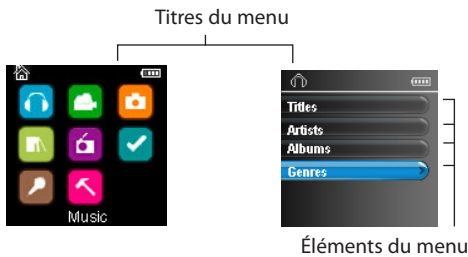 Titres du menu
Music
Titles
Artists
Albums
Genres
Éléments du menu